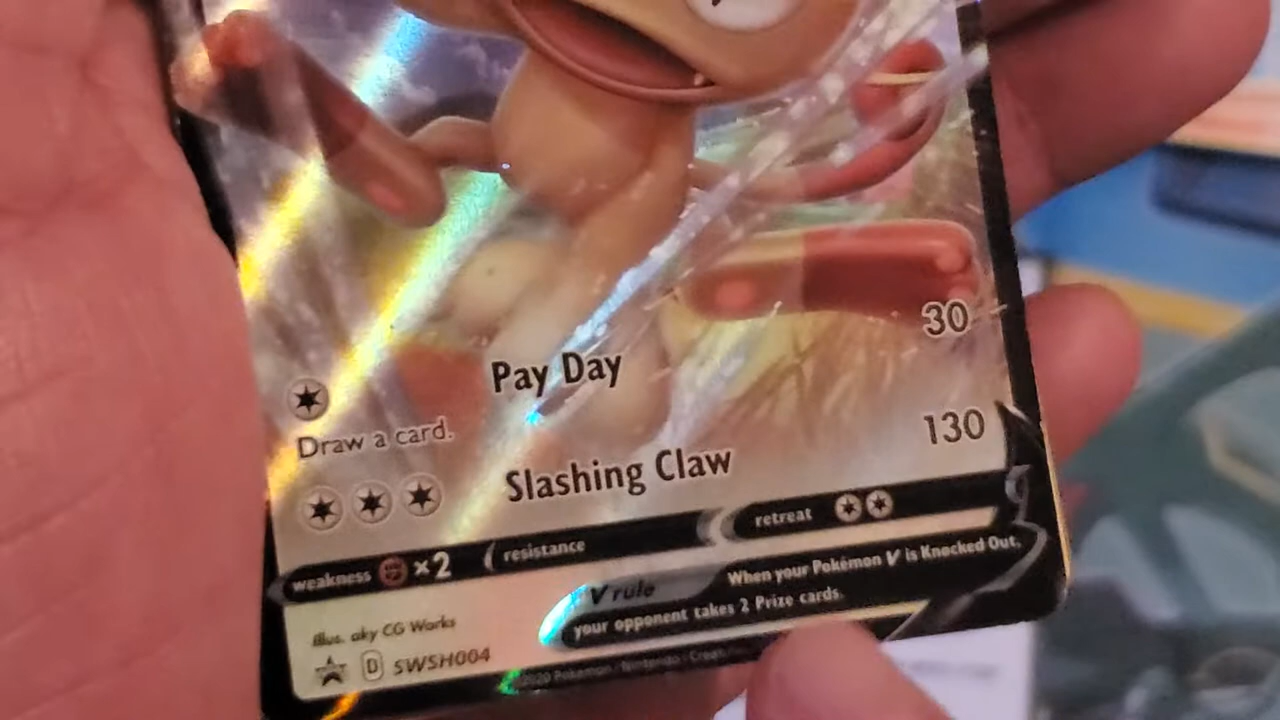 30
Pay Day
Draw a card.
130
Slashing Claw
weakness ×2 resistance retreat
V rule When your Pokémon V is Knocked Out,
your opponent takes 2 Prize cards.
Illus. aky CG Works
D SWSH004
2020 Pokémon / Nintendo / Creatures